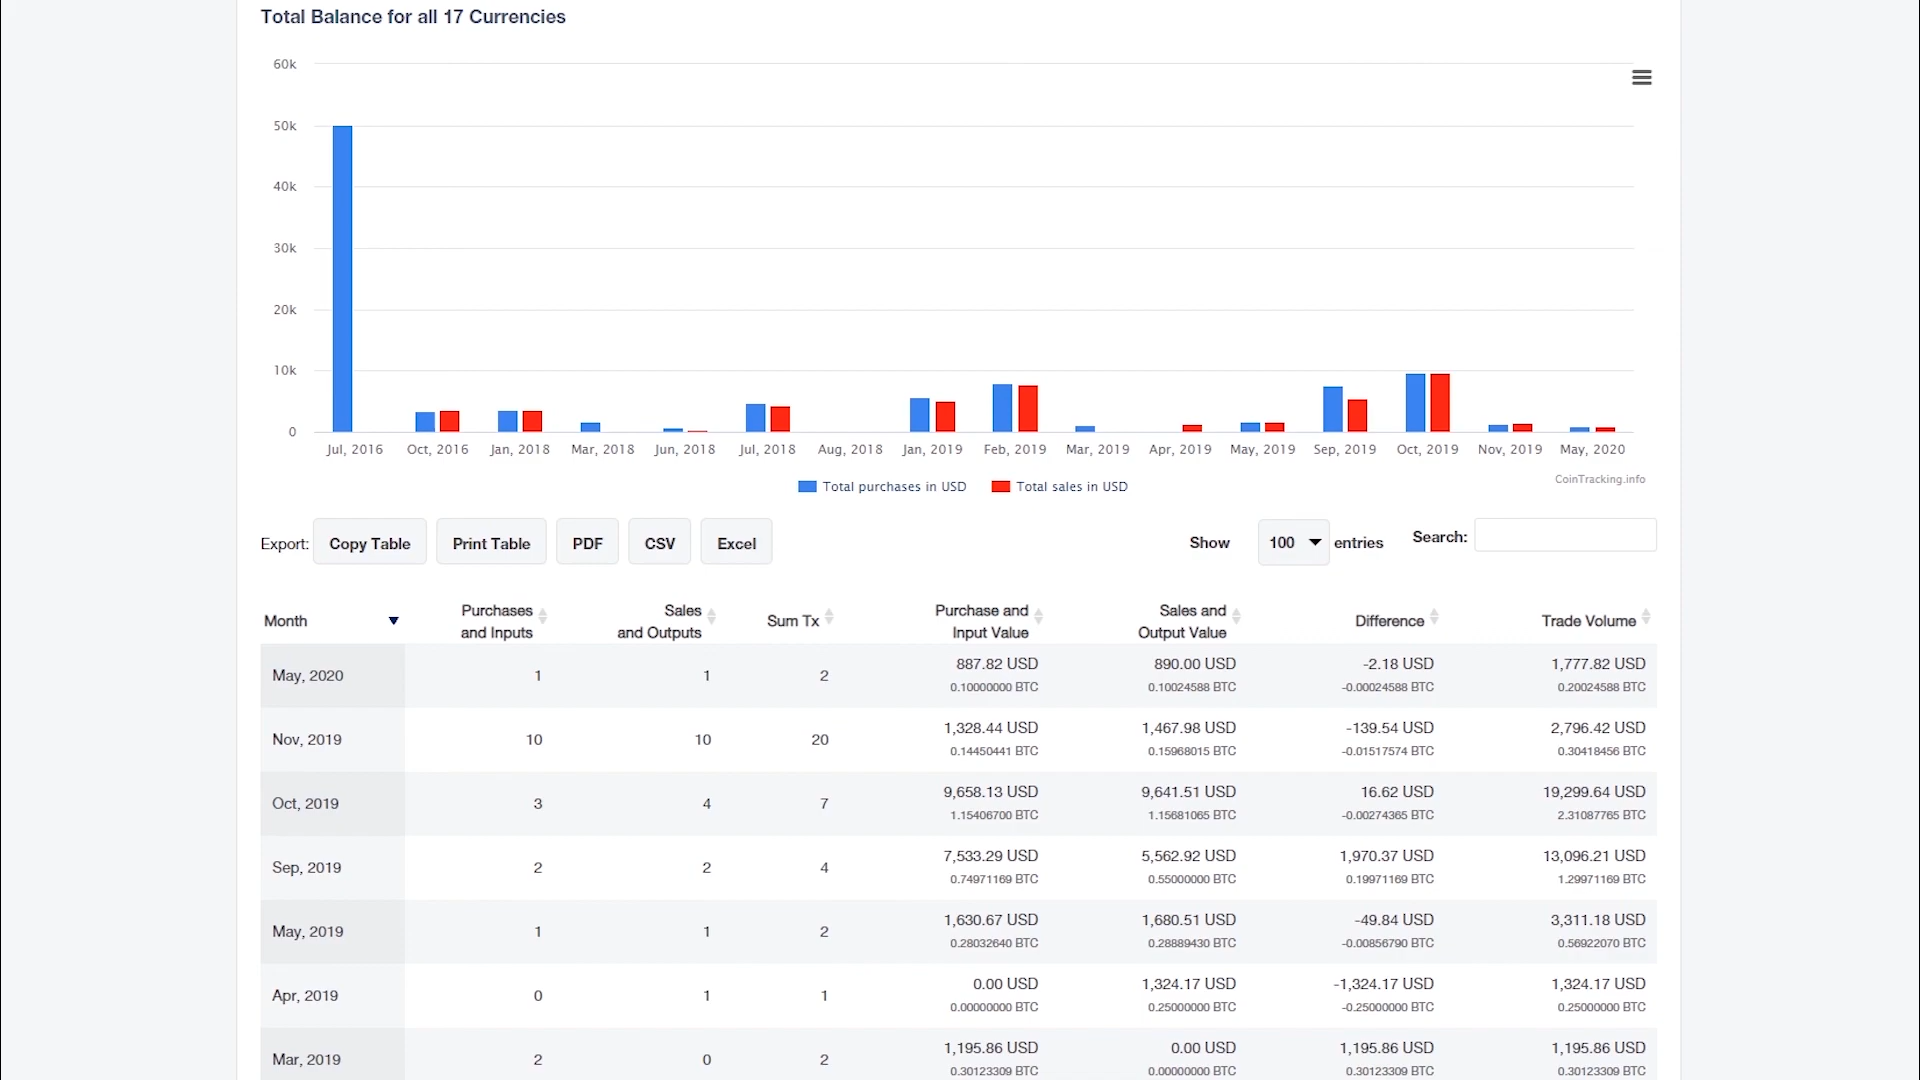 Total Balance for all 17 Currencies
60k
50k
40k
30k
20k
10k
0
Jul, 2016 Oct, 2016 Jan, 2018 Mar, 2018 Jun, 2018 Jul, 2018 Aug, 2018 Jan, 2019 Feb, 2019 Mar, 2019 Apr, 2019 May, 2019 Sep, 2019 Oct, 2019 Nov, 2019 May, 2020
CoinTracking.info
Total purchases in USD Total sales in USD
Export: Copy Table Print Table PDF CSV Excel Show 100 entries Search:
Month Purchases and Inputs Sales and Outputs Sum Tx Purchase and Input Value Sales and Output Value Difference Trade Volume
May, 2020 1 1 2 887.82 USD 890.00 USD -2.18 USD 1,777.82 USD
0.10000000 BTC 0.10024588 BTC -0.00024588 BTC 0.20024588 BTC
Nov, 2019 10 10 20 1,328.44 USD 1,467.98 USD -139.54 USD 2,796.42 USD
0.14450441 BTC 0.15968015 BTC -0.01517574 BTC 0.30418456 BTC
Oct, 2019 3 4 7 9,658.13 USD 9,641.51 USD 16.62 USD 19,299.64 USD
1.15406700 BTC 1.15681065 BTC -0.00274365 BTC 2.31087765 BTC
Sep, 2019 2 2 4 7,533.29 USD 5,562.92 USD 1,970.37 USD 13,096.21 USD
0.74971169 BTC 0.55000000 BTC 0.19971169 BTC 1.29971169 BTC
May, 2019 1 1 2 1,630.67 USD 1,680.51 USD -49.84 USD 3,311.18 USD
0.28032640 BTC 0.28889430 BTC -0.00856790 BTC 0.56922070 BTC
Apr, 2019 0 1 1 0.00 USD 1,324.17 USD -1,324.17 USD 1,324.17 USD
0.00000000 BTC 0.25000000 BTC -0.25000000 BTC 0.25000000 BTC
Mar, 2019 2 0 2 1,195.86 USD 0.00 USD 1,195.86 USD 1,195.86 USD
0.30123309 BTC 0.00000000 BTC 0.30123309 BTC 0.30123309 BTC